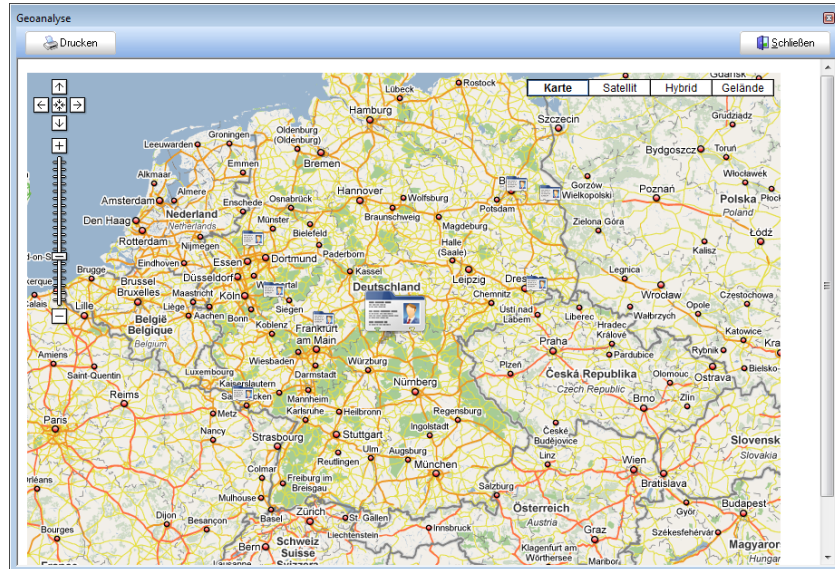 Geoanalyse
Drucken
Schließen
Karte Satellit Hybrid Gelände
Rostock
Lübeck
Hamburg
Szczecin
Grudziądz
Groningen
Oldenburg
(Oldenburg)
Leeuwarden
Bremen
Bydgoszcz
Toruń
Emmen
Alkmaar
Włocławek
Almere
Amsterdam
Enschede
Osnabrück
Hannover
Wolfsburg
Potsdam
Gorzów
Wielkopolski
Poznań
Polska
Poland
Den Haag
Nederland
Netherlands
Münster
Bielefeld
Braunschweig
Magdeburg
Zielona Góra
Łódź
Rotterdam
Nijmegen
Paderborn
Halle
(Saale)
Kalisz
Eindhoven
Essen
Dortmund
Kassel
Leipzig
Legnica
Brugge
Düsseldorf
Brussel
Bruxelles
Maastricht
Köln
Deutschland
Chemnitz
Wrocław
Częstochowa
Lille
Liège
Aachen
Bonn
Siegen
Ústí nad
Labem
Liberec
Wałbrzych
Opole
België
Belgique
Belgium
Koblenz
Frankfurt
am Main
Hradec
Králové
Katowice
Amiens
Praha
Pardubice
Rybnik
Wiesbaden
Würzburg
Saint-Quentin
Luxembourg
Darmstadt
Plzeň
Česká Republika
Czech Republic
Olomouc
Ostrava
Bielsko-
Reims
Kaiserslautern
Mannheim
Nürnberg
Brno
Zlín
Metz
Karlsruhe
Heilbronn
Regensburg
Paris
Nancy
Ingolstadt
České
Budějovice
Strasbourg
Stuttgart
Slovensk
Slovakia
Reutlingen
Ulm
Augsburg
Linz
Wien
Colmar
München
Bratislava
Freiburg im
Breisgau
Salzburg
Mulhouse
Österreich
Austria
Győr
Budapest
Dijon
Besançon
Basel
Zürich
St. Gallen
Bourges
Liechtenstein
Innsbruck
Graz
Székesfehérvár
Bern
Schweiz
Suisse
Klagenfurt am
Wörthersee
Maribor
Magyaror
Lausanne